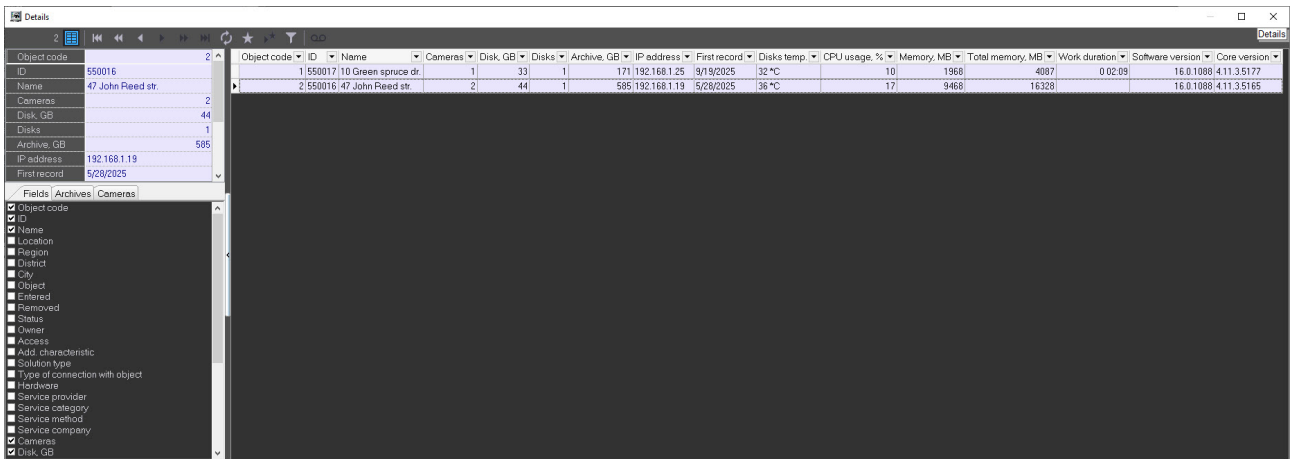 Details
2
Details
Object code 2
ID 550016
Name 47 John Reed str.
Cameras 2
Disk, GB 44
Disks 1
Archive, GB 585
IP address 192.168.1.19
First record 5/28/2025
Fields Archives Cameras
Object code
ID
Name
Location
Region
District
City
Object
Entered
Removed
Status
Owner
Access
Add. characteristic
Solution type
Type of connection with object
Hardware
Service provider
Service category
Service method
Service company
Cameras
Disk, GB
Object code ID Name Cameras Disk, GB Disks Archive, GB IP address First record Disks temp. CPU usage, % Memory, MB Total memory, MB Work duration Software version Core version
1 550017 10 Green spruce dr. 1 33 1 171 192.168.1.25 9/19/2025 32 °C 10 1968 4087 0 02:09 16.0.1088 4.11.3.5177
2 550016 47 John Reed str. 2 44 1 585 192.168.1.19 5/28/2025 36 °C 17 9468 16328 16.0.1088 4.11.3.5165